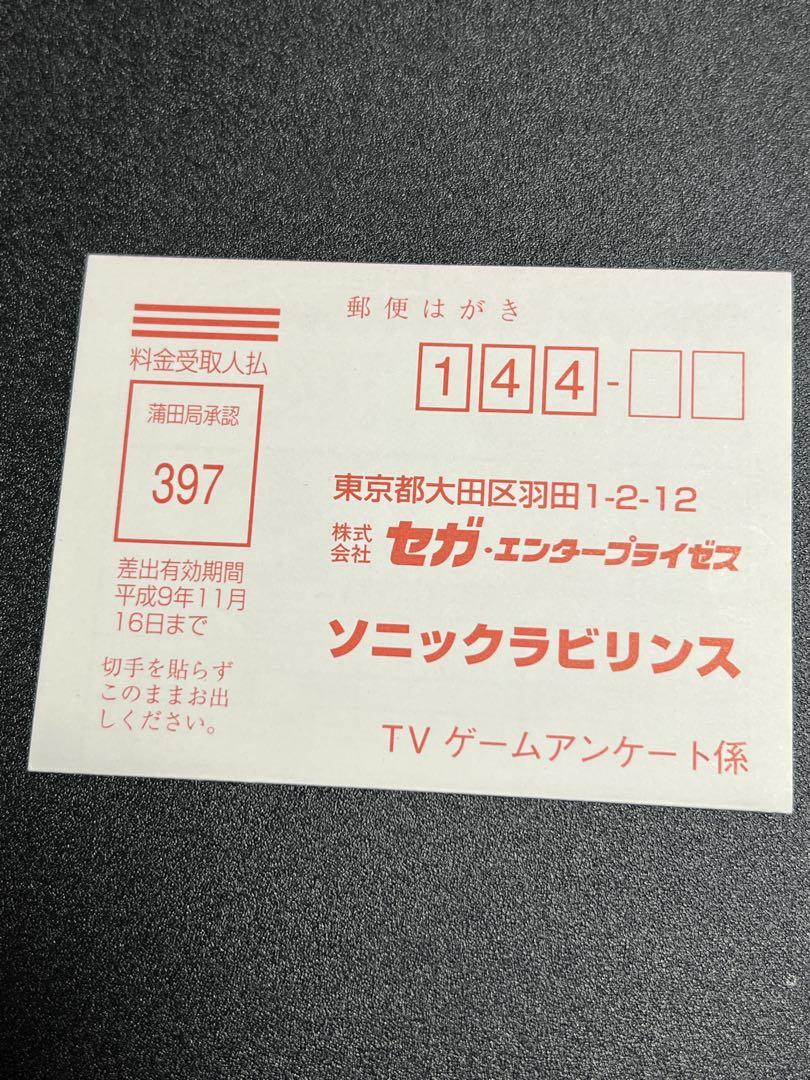 郵便はがき
料金受取人払
蒲田局承認
397
差出有効期間
平成9年11月
16日まで
切手を貼らず
このままお出
しください。
144-
東京都大田区羽田1-2-12
株式
会社
セガ・エンタープライゼス
ソニックラビリンス
TV ゲームアンケート係